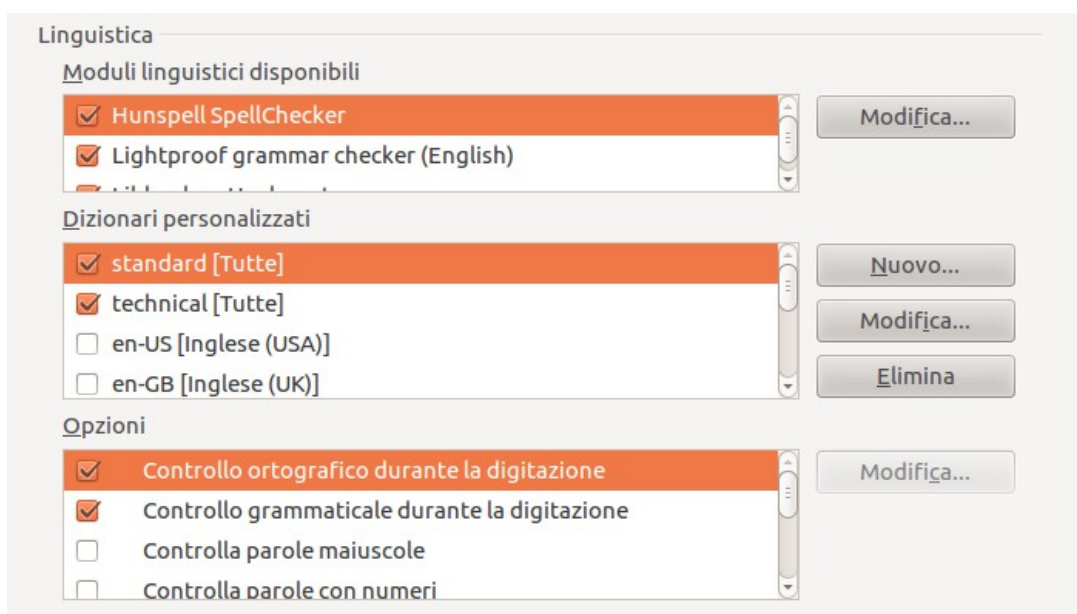 Linguistica
Moduli linguistici disponibili
Hunspell SpellChecker
Modifica...
Lightproof grammar checker (English)
Dizionari personalizzati
standard [Tutte]
Nuovo...
technical [Tutte]
Modifica...
en-US [Inglese (USA)]
en-GB [Inglese (UK)]
Elimina
Opzioni
Controllo ortografico durante la digitazione
Modifica...
Controllo grammaticale durante la digitazione
Controlla parole maiuscole
Controlla parole con numeri